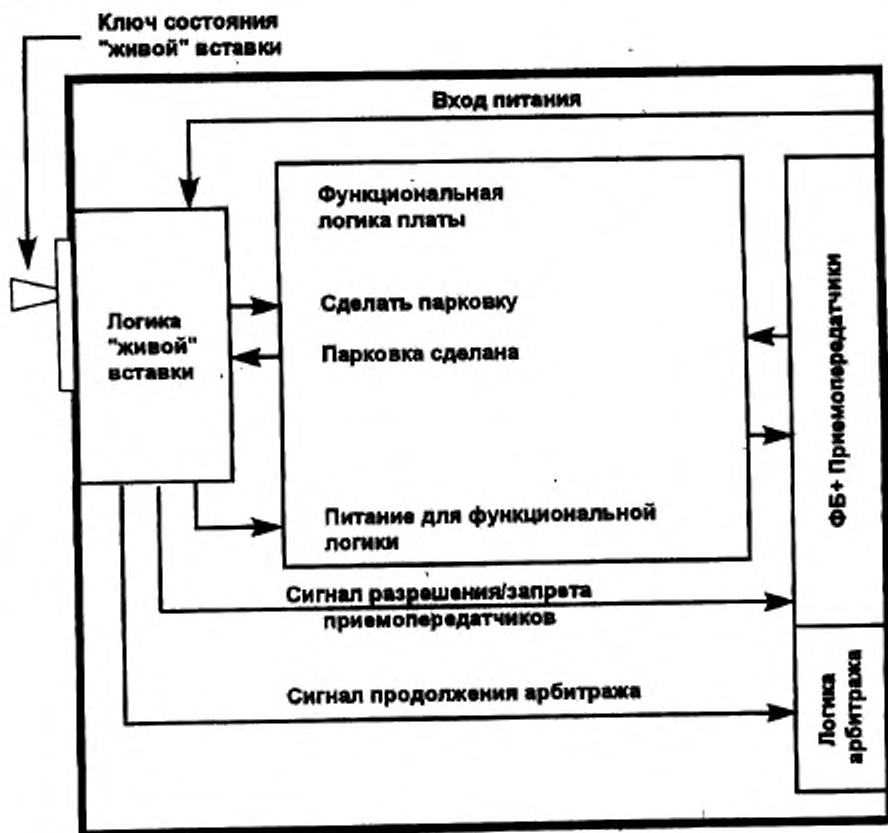 Ключ состояния
"живой" вставки
Вход питания
Функциональная
логика платы
Сделать парковку
Парковка сделана
Логика
"живой"
вставки
ФБ+ Приемопередатчики
Питание для функциональной
логики
Сигнал разрешения/запрета
приемопередатчиков
Сигнал продолжения арбитража
Логика
арбитража